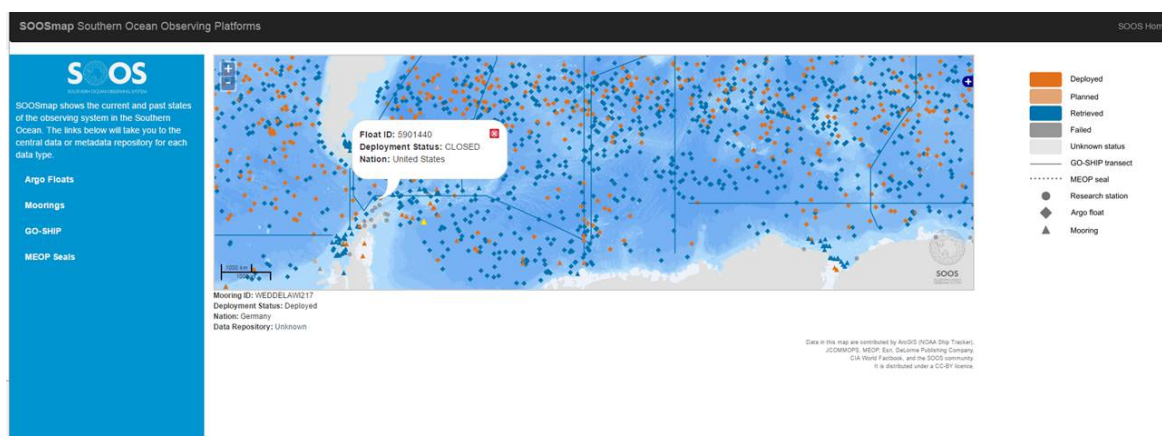 SOOSmap Southern Ocean Observing Platforms
SOOS Hom
SOOS
SOUTHERN OCEAN OBSERVING SYSTEM
SOOSmap shows the current and past states
of the observing system in the Southern
Ocean. The links below will take you to the
central data or metadata repository for each
data type.
Argo Floats
Moorings
GO-SHIP
MEOP Seals
+
−
Float ID: 5901440
Deployment Status: CLOSED
Nation: United States
+
1000 km
SOOS
Mooring ID: WEDDELAWI217
Deployment Status: Deployed
Nation: Germany
Data Repository: Unknown
Data in this map are contributed by ArcGIS (NOAA Ship Tracker),
JCOMMOPS, MEOP, Esri, DeLorme Publishing Company,
CIA World Factbook, and the SOOS community.
It is distributed under a CC-BY licence.
Deployed
Planned
Retrieved
Failed
Unknown status
GO-SHIP transect
MEOP seal
Research station
Argo float
Mooring